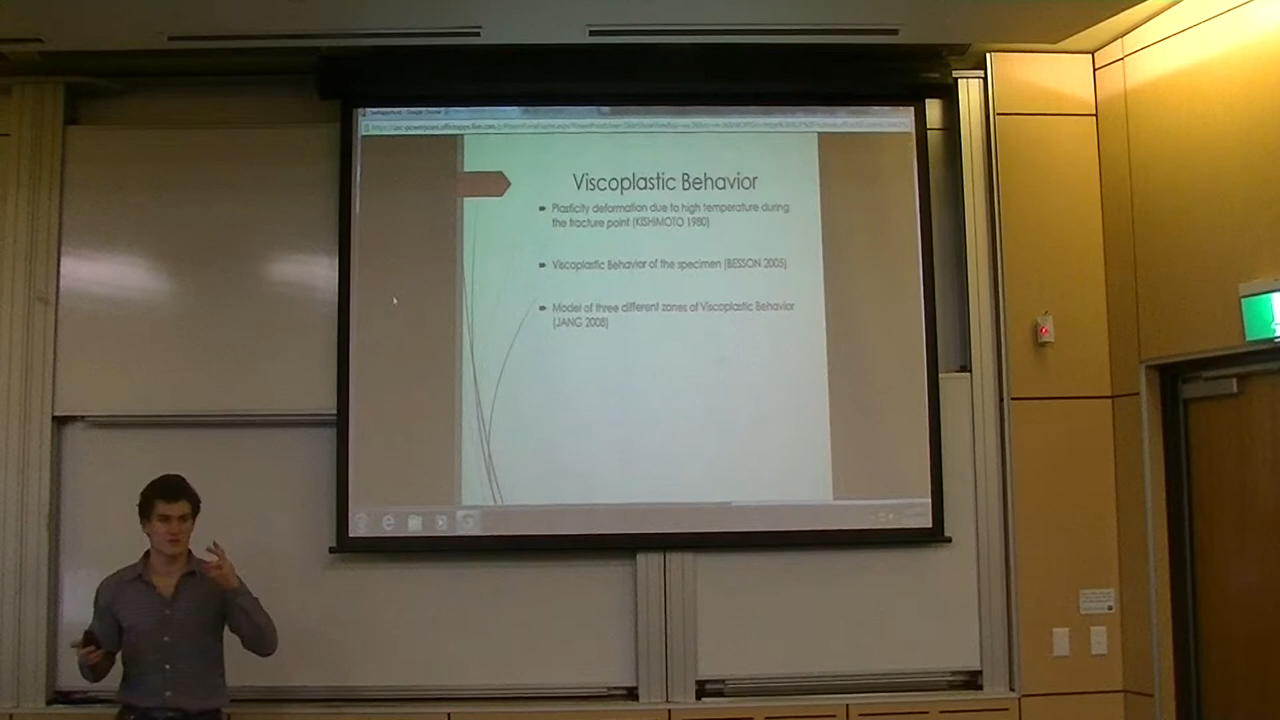 Viscoplastic Behavior
Plasticity deformation due to high temperature during
the fracture point (KISHIMOTO 1980)
Viscoplastic Behavior of the specimen (BESSON 2005)
Model of three different zones of Viscoplastic Behavior
(JANG 2008)